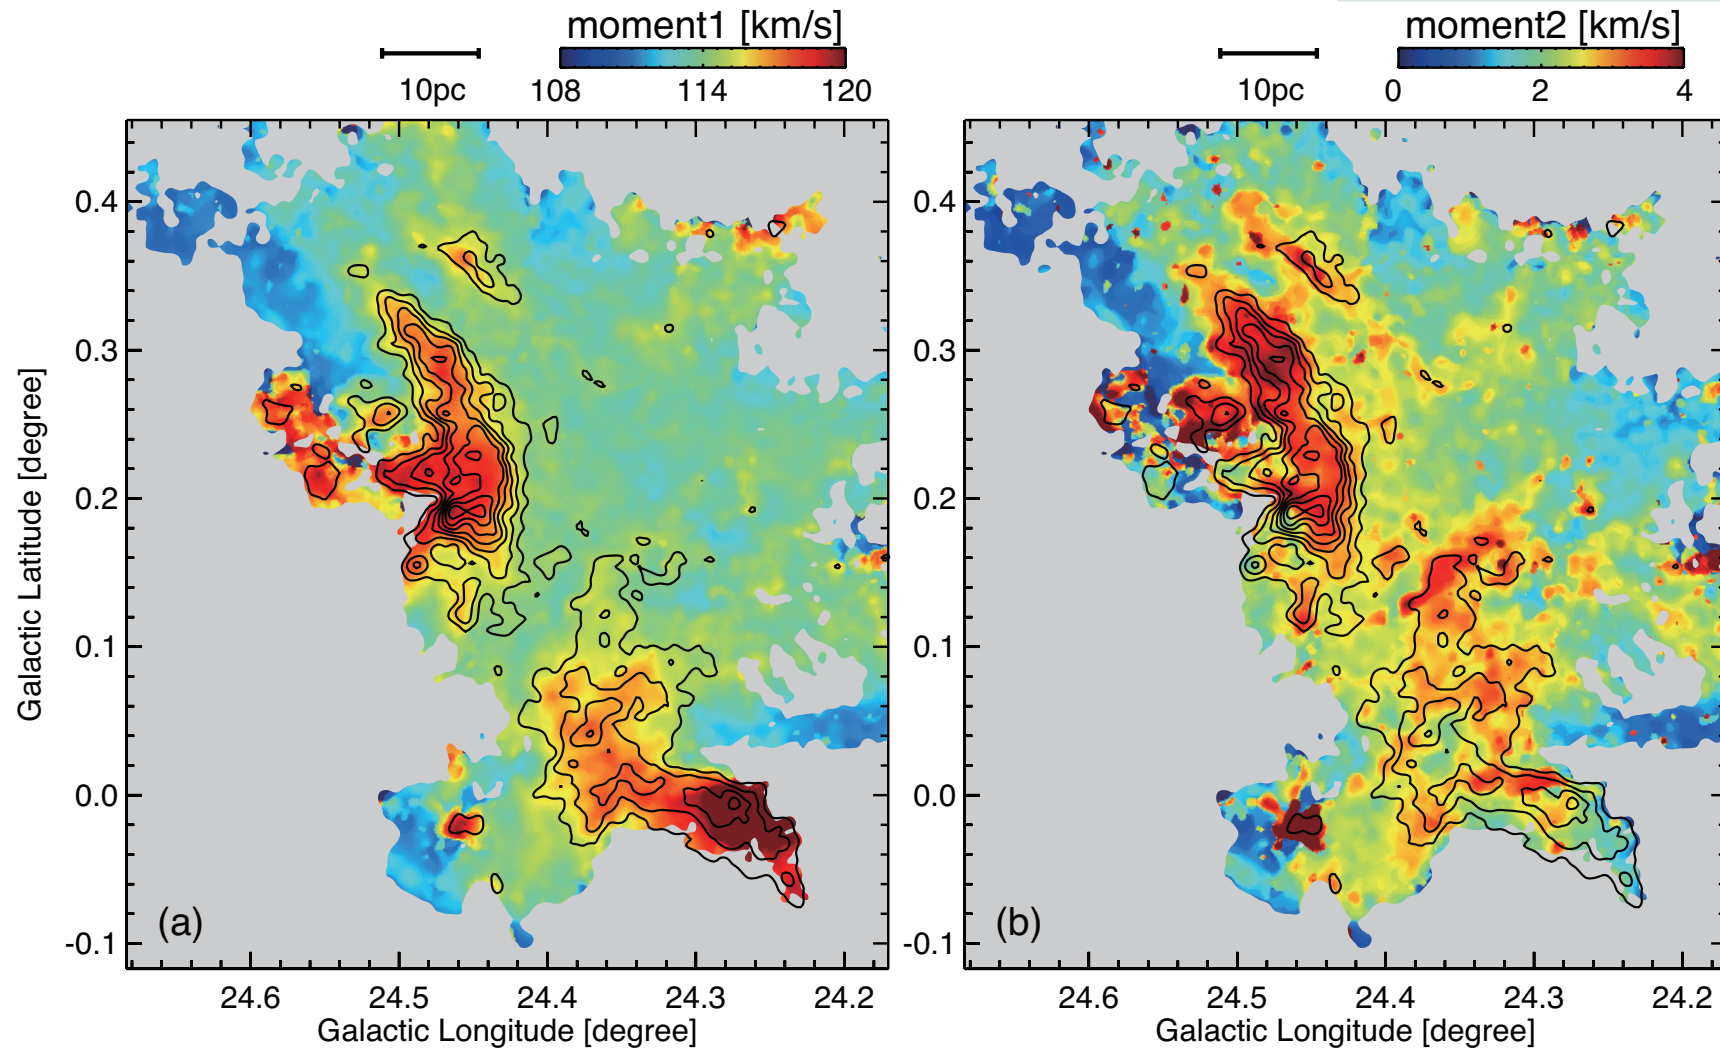 moment1 [km/s]
10pc
108 114 120
moment2 [km/s]
10pc
0 2 4
Galactic Latitude [degree]
0.4
0.3
0.2
0.1
0.0
-0.1
(a)
24.6 24.5 24.4 24.3 24.2
Galactic Longitude [degree]
0.4
0.3
0.2
0.1
0.0
-0.1
(b)
24.6 24.5 24.4 24.3 24.2
Galactic Longitude [degree]